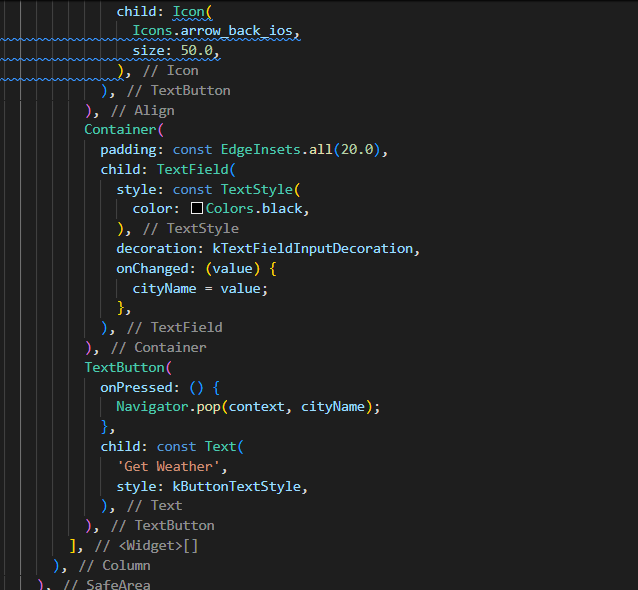 child: Icon(
Icons.arrow_back_ios,
size: 50.0,
), // Icon
), // TextButton
), // Align
Container(
padding: const EdgeInsets.all(20.0),
child: TextField(
style: const TextStyle(
color: Colors.black,
), // TextStyle
decoration: kTextFieldInputDecoration,
onChanged: (value) {
cityName = value;
},
), // TextField
), // Container
TextButton(
onPressed: () {
Navigator.pop(context, cityName);
},
child: const Text(
'Get Weather',
style: kButtonTextStyle,
), // Text
), // TextButton
], // <Widget>[]
), // Column
), // SafeArea